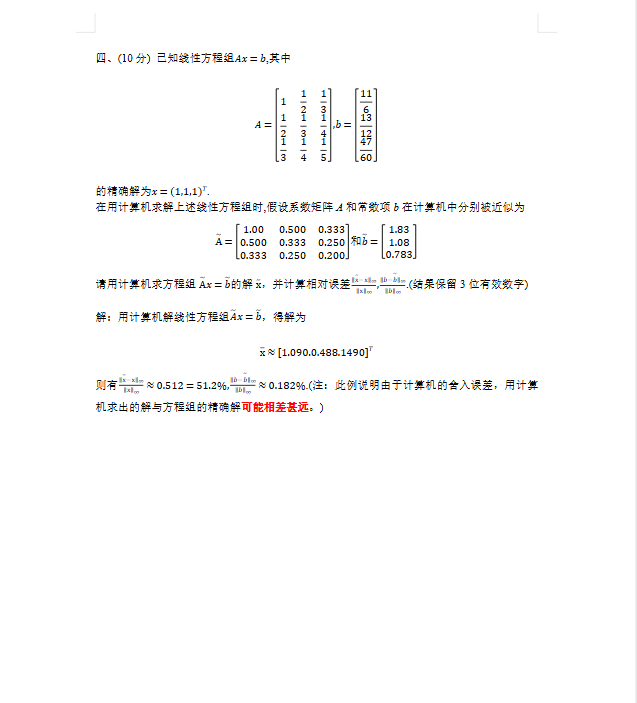 四、(10 分) 已知线性方程组Ax = b,其中
A = [1 1/2 1/3; 1/2 1/3 1/4; 1/3 1/4 1/5], b = [11/6; 13/12; 47/60]
的精确解为x = (1,1,1)ᵀ.
在用计算机求解上述线性方程组时,假设系数矩阵 A 和常数项 b 在计算机中分别被近似为
Ã = [1.00 0.500 0.333; 0.500 0.333 0.250; 0.333 0.250 0.200] 和 b̃ = [1.83; 1.08; 0.783]
请用计算机求方程组 Ãx = b̃的解 x̃，并计算相对误差‖x̃−x‖∞/‖x‖∞,‖b−b̃‖∞/‖b‖∞.(结果保留 3 位有效数字)
解：用计算机解线性方程组Ãx = b̃，得解为
x̃ ≈ [1.090.0.488.1490]ᵀ
则有‖x̃−x‖∞/‖x‖∞ ≈ 0.512 = 51.2%,‖b−b̃‖∞/‖b‖∞ ≈ 0.182%.(注：此例说明由于计算机的舍入误差，用计算
机求出的解与方程组的精确解可能相差甚远。)